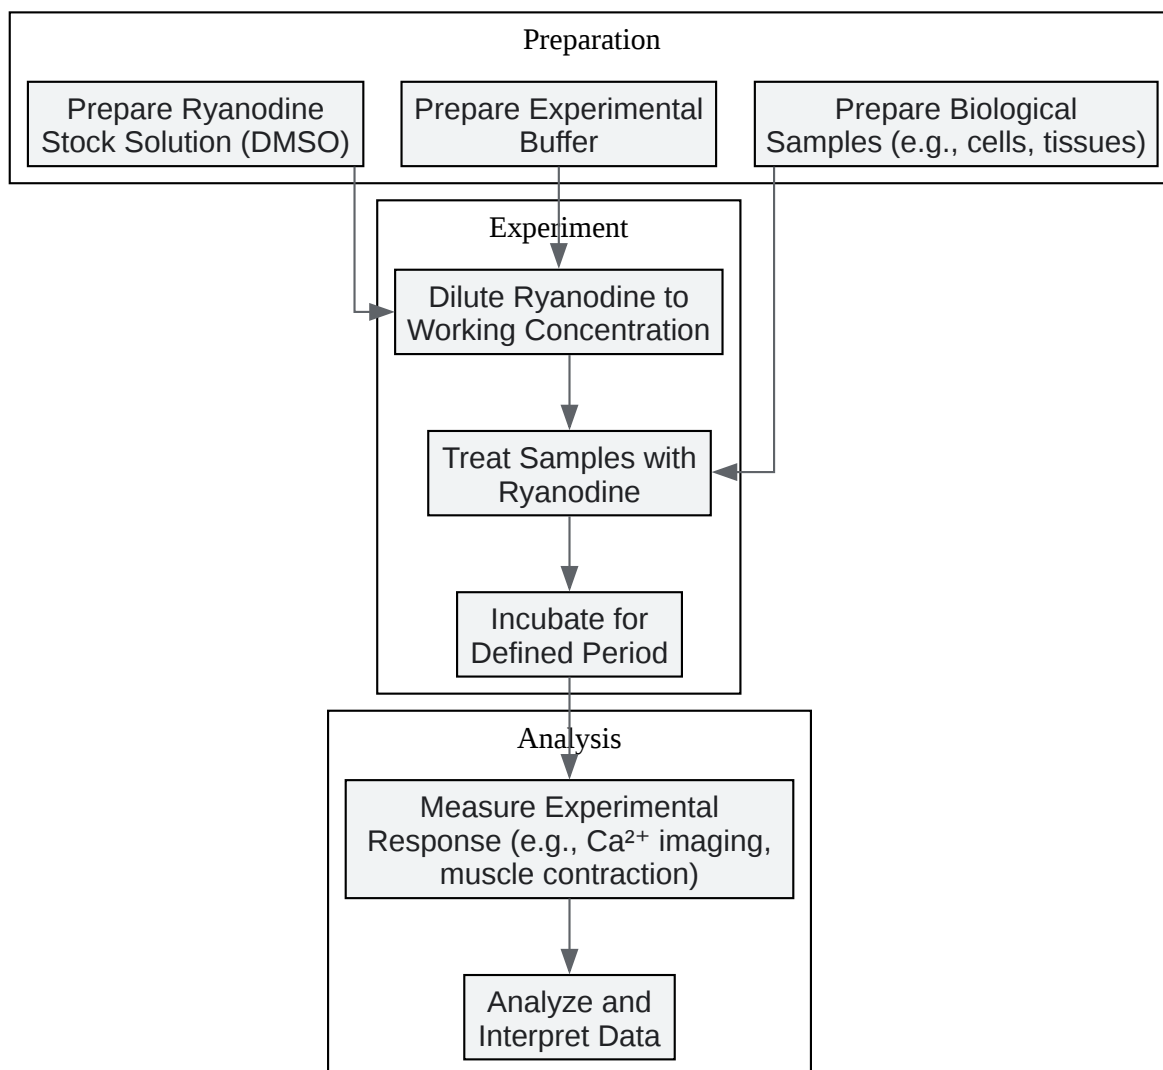 Preparation
Prepare Ryanodine
Stock Solution (DMSO)
Prepare Experimental
Buffer
Prepare Biological
Samples (e.g., cells, tissues)
Experiment
Dilute Ryanodine to
Working Concentration
Treat Samples with
Ryanodine
Incubate for
Defined Period
Analysis
Measure Experimental
Response (e.g., Ca²⁺ imaging,
muscle contraction)
Analyze and
Interpret Data